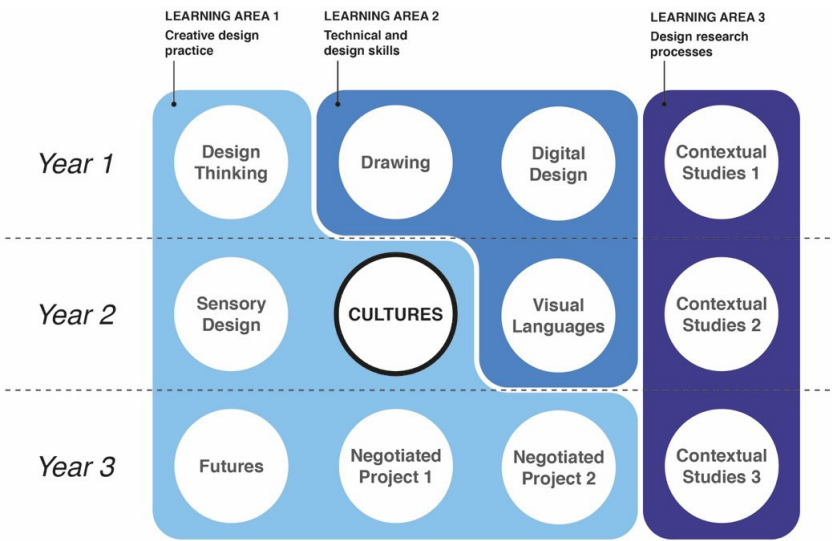 LEARNING AREA 1
Creative design
practice
LEARNING AREA 2
Technical and
design skills
LEARNING AREA 3
Design research
processes
Year 1
Design
Thinking
Drawing
Digital
Design
Contextual
Studies 1
Year 2
Sensory
Design
CULTURES
Visual
Languages
Contextual
Studies 2
Year 3
Futures
Negotiated
Project 1
Negotiated
Project 2
Contextual
Studies 3